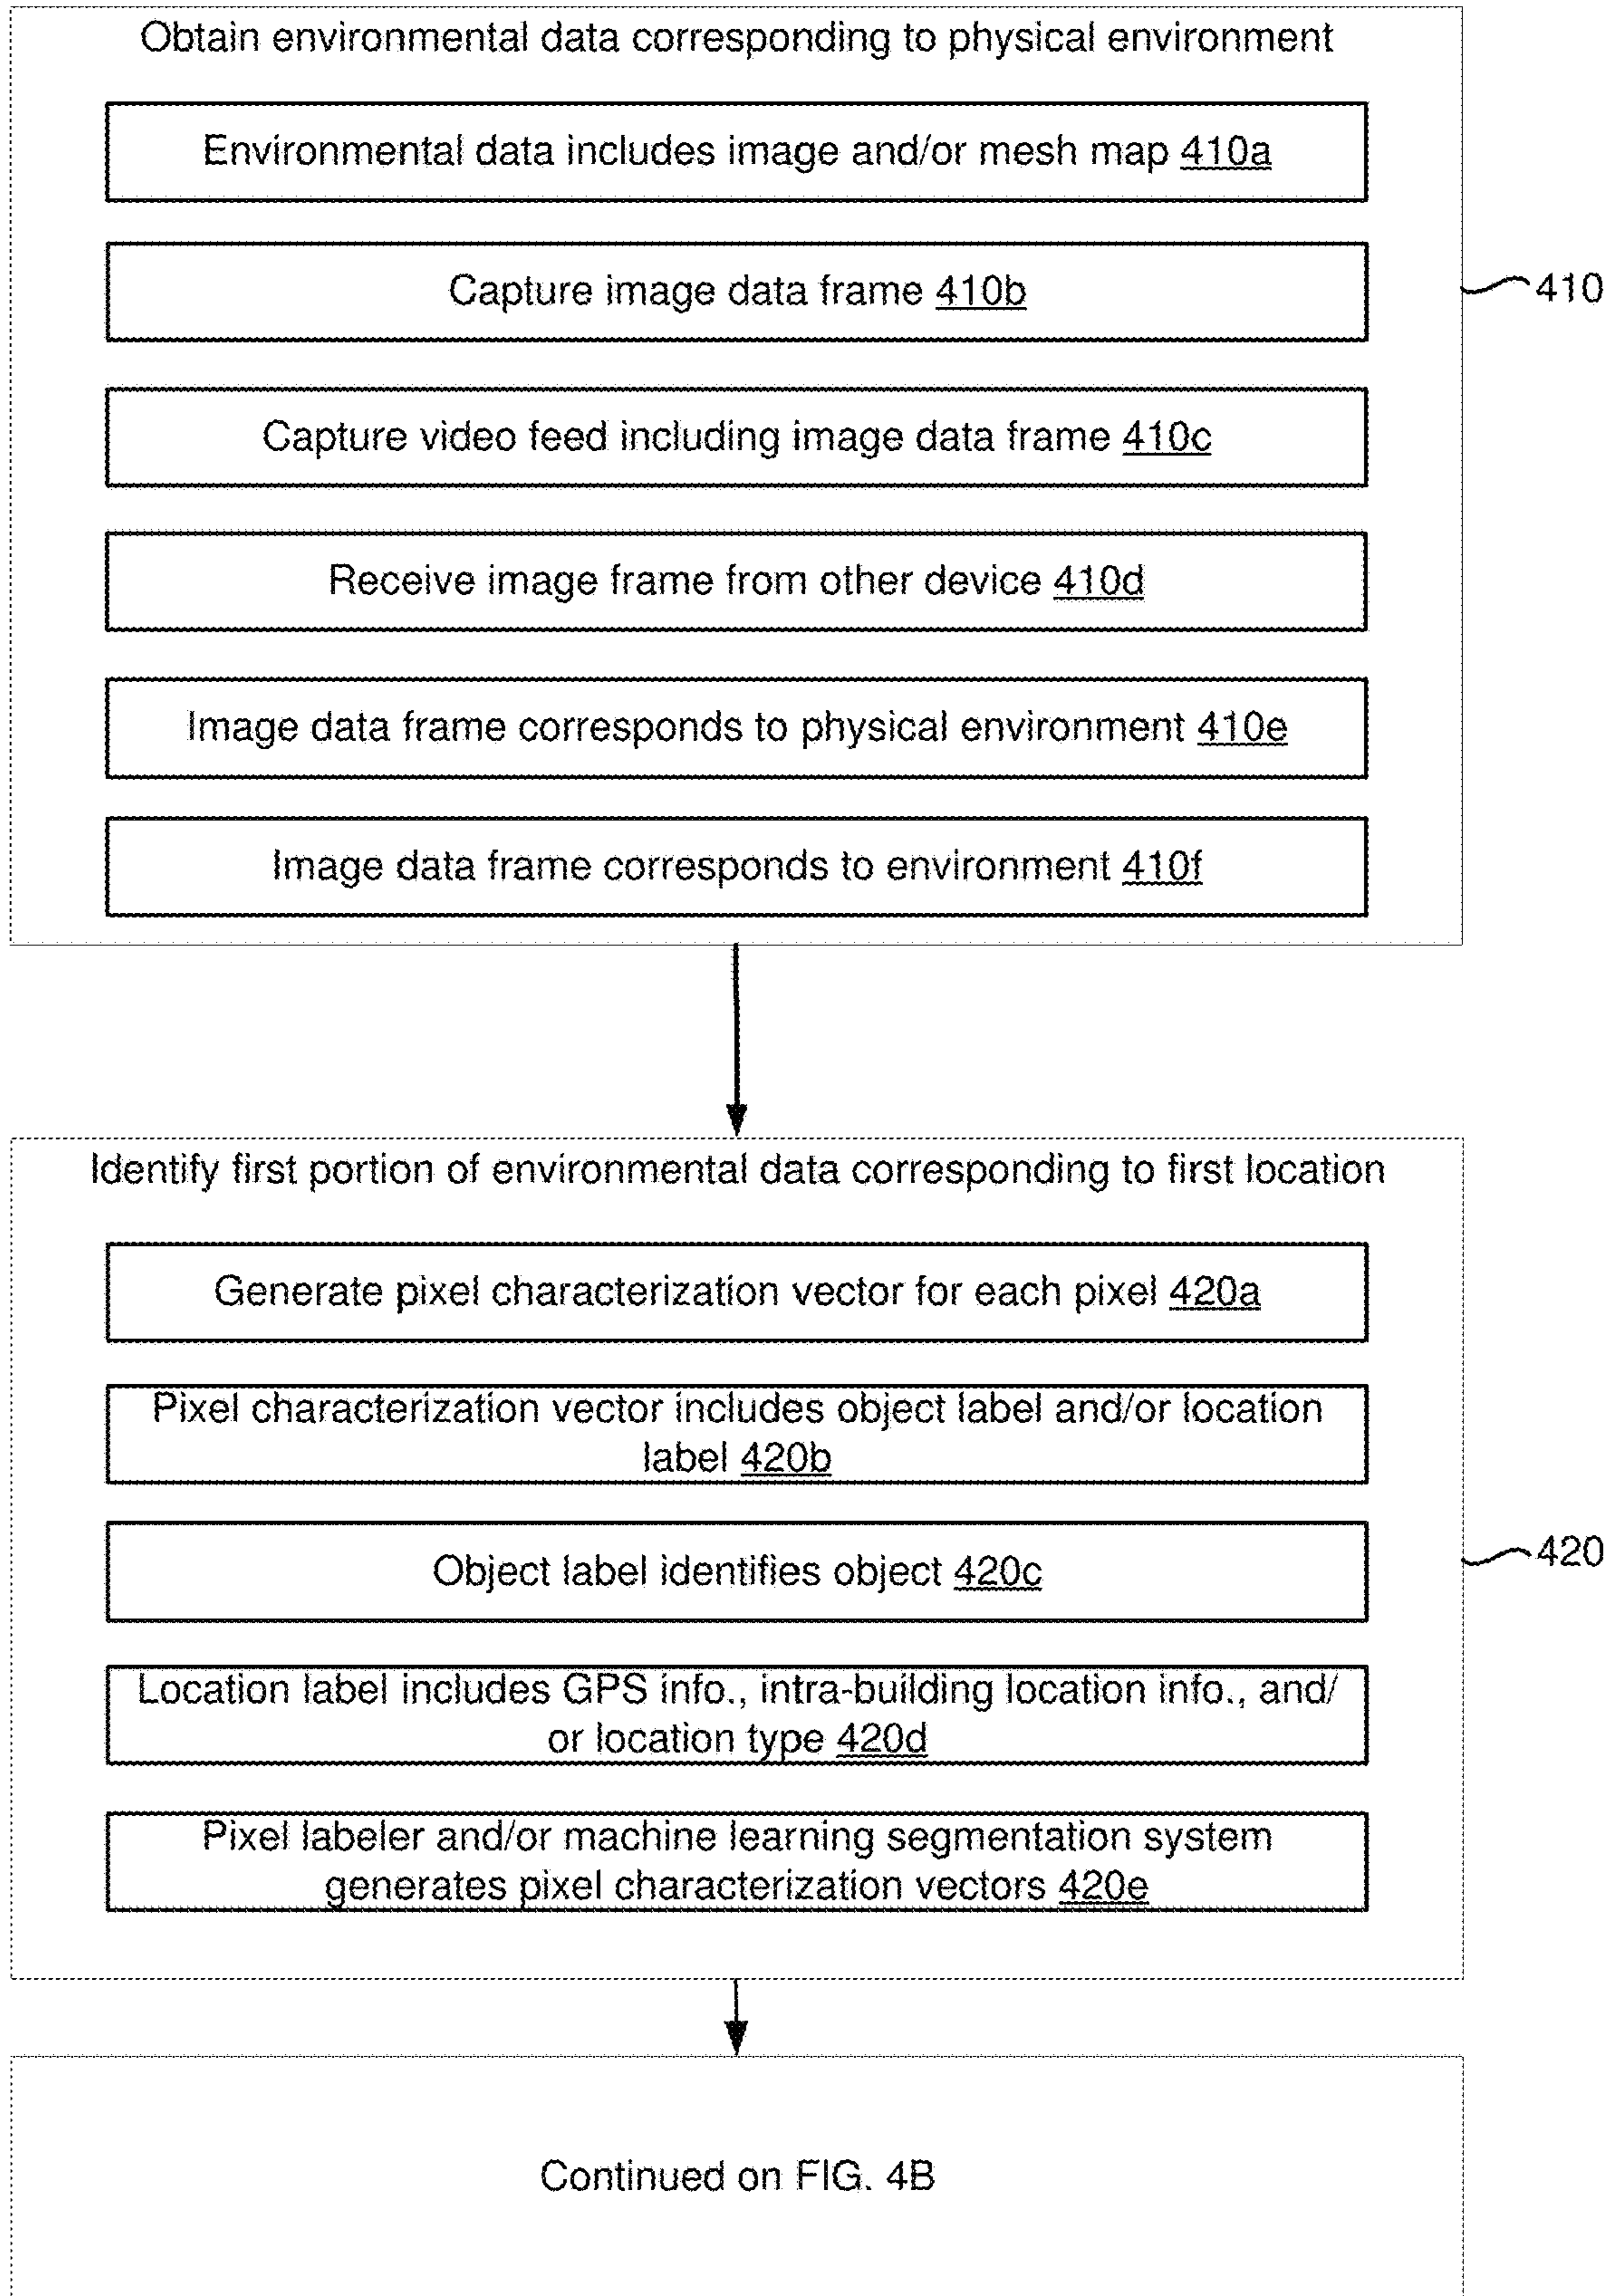 Obtain environmental data corresponding to physical environment
Environmental data includes image and/or mesh map 410a
Capture image data frame 410b
410
Capture video feed including image data frame 410c
Receive image frame from other device 410d
Image data frame corresponds to physical environment 410e
Image data frame corresponds to environment 410f
Identify first portion of environmental data corresponding to first location
Generate pixel characterization vector for each pixel 420a
Pixel characterization vector includes object label and/or location
label 420b
Object label identifies object 420c
420
Location label includes GPS info., intra-building location info., and/
or location type 420d
Pixel labeler and/or machine learning segmentation system
generates pixel characterization vectors 420e
Continued on FIG. 4B